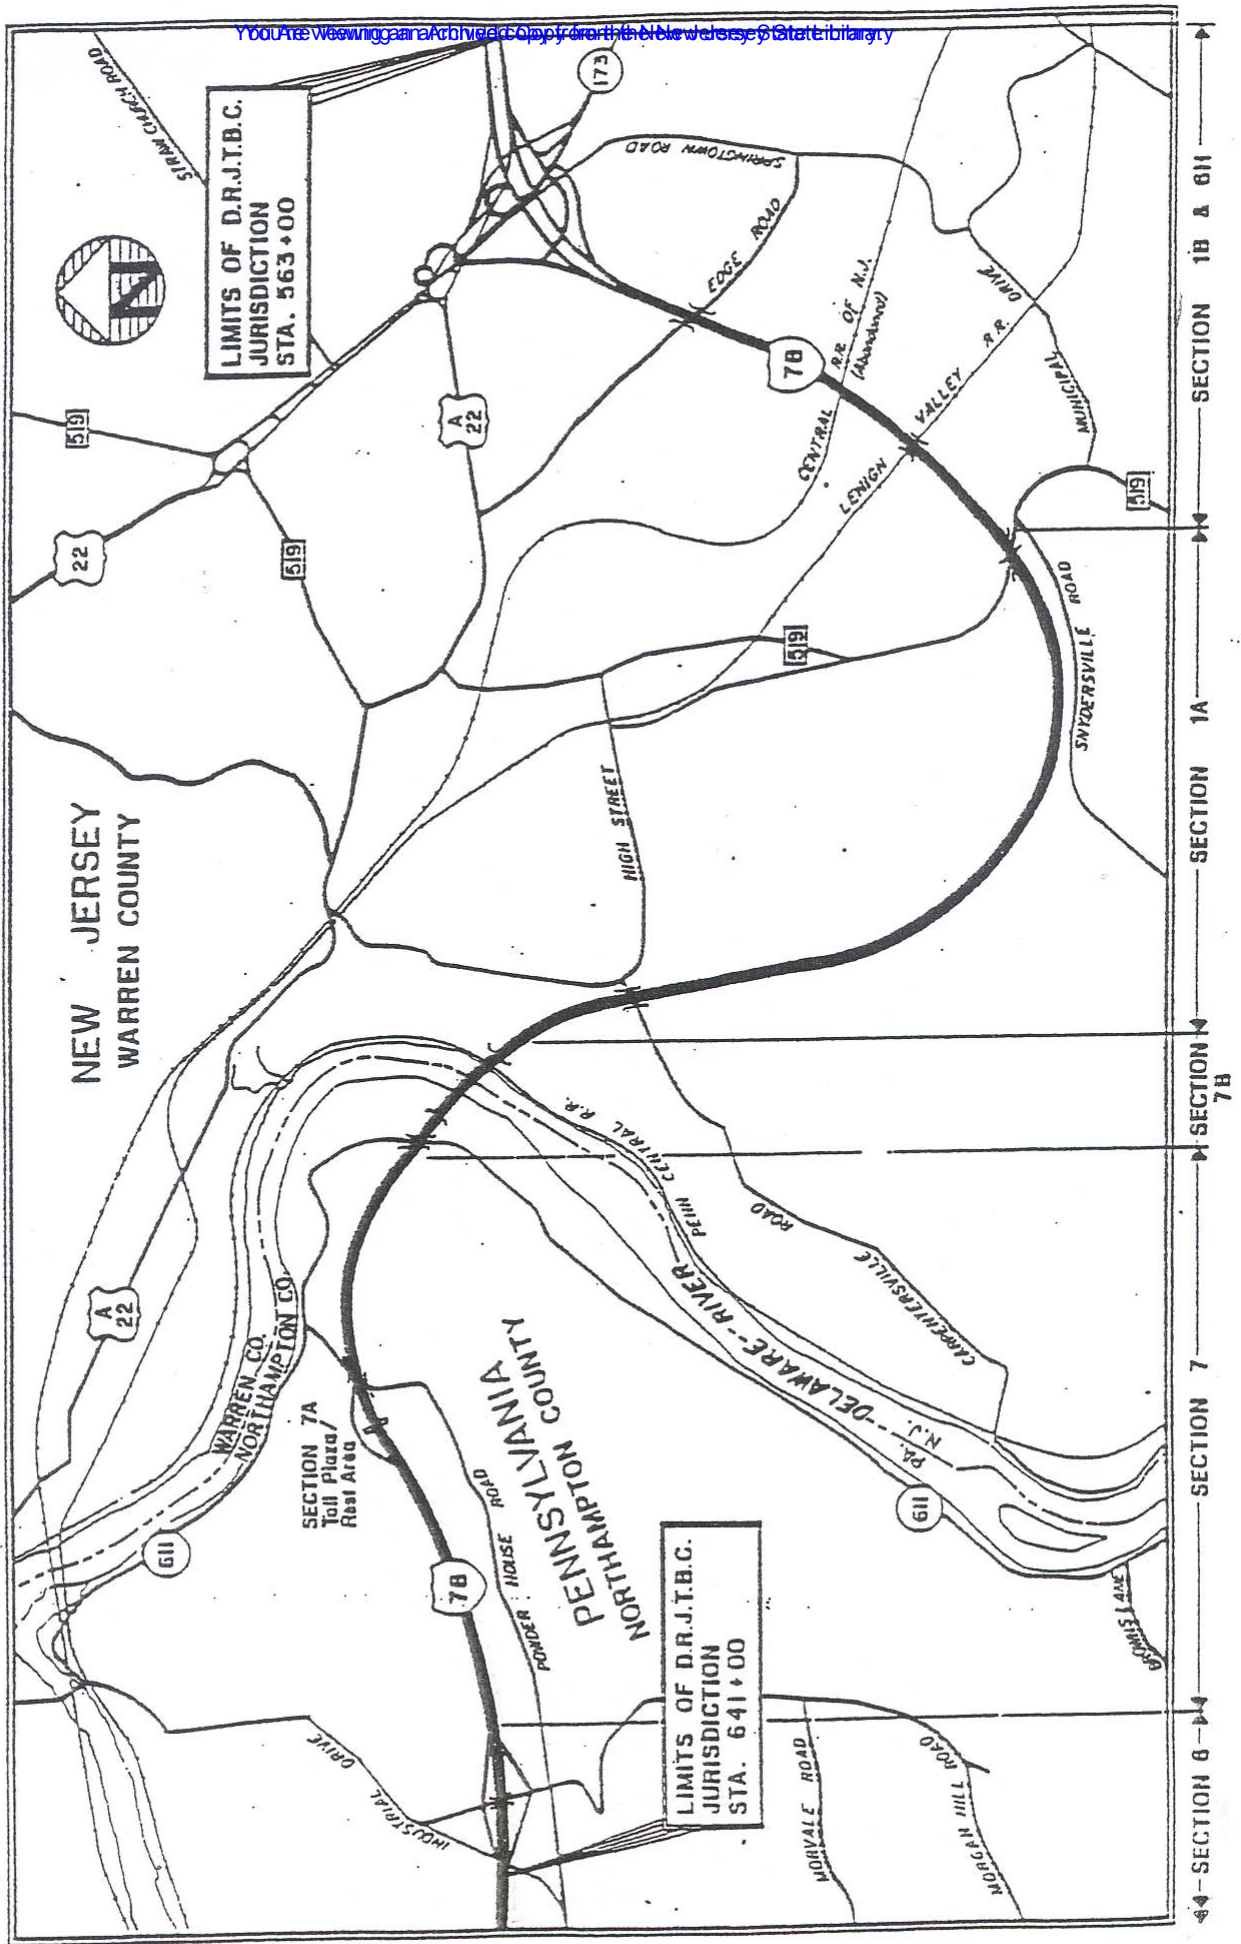 You Are Viewing an Archived Copy from the New Jersey State Library
STRAW CHURCH ROAD
LIMITS OF D.R.J.T.B.C.
JURISDICTION
STA. 563+00
N
173
SPRINGTOWN ROAD
EDGE ROAD
519
22
A
22
519
78
CENTRAL R.R. OF N.J.
(Abandoned)
LEHIGH VALLEY R.R.
MUNICIPAL DRIVE
519
519
SNYDERSVILLE ROAD
HIGH STREET
NEW JERSEY
WARREN COUNTY
A
22
WARREN CO.
NORTHAMPTON CO.
PENN CENTRAL R.R.
CARPENTERSVILLE ROAD
DELAWARE RIVER
N.J.
PA.
611
611
SECTION 7A
Toll Plaza/
Rest Area
78
POWDER HOUSE ROAD
PENNSYLVANIA
NORTHAMPTON COUNTY
LIMITS OF D.R.J.T.B.C.
JURISDICTION
STA. 641+00
INDUSTRIAL DRIVE
MORVALE ROAD
MORGAN HILL ROAD
BROWNS LANE
SECTION 6
SECTION 7
SECTION
7B
SECTION 1A
SECTION 1B & 6H